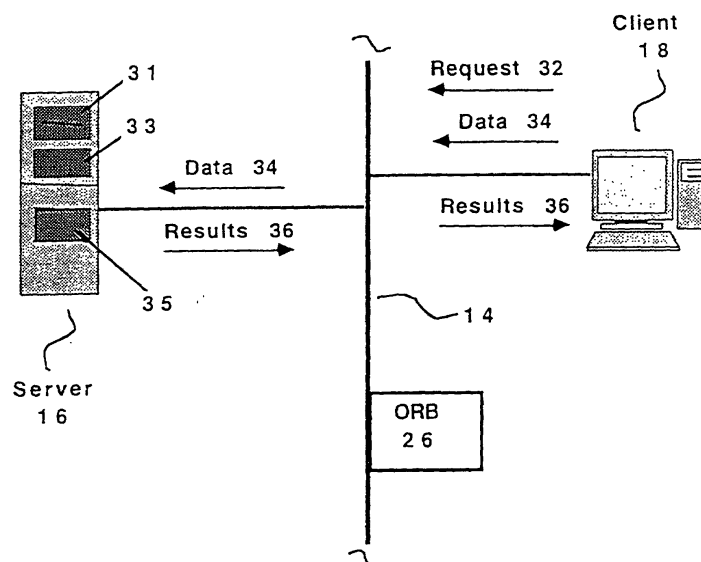 Client
18
31
Request 32
33
Data 34
Data 34
Results 36
Results 36
35
14
Server
16
ORB
26